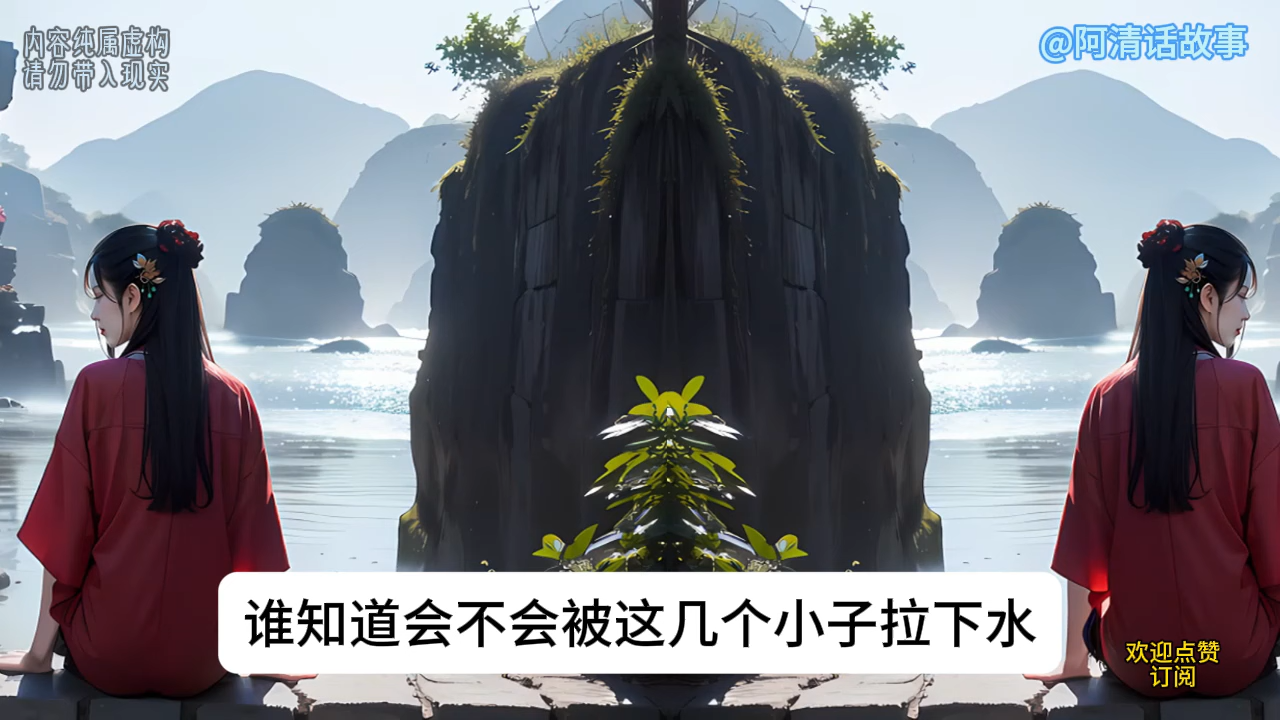 内容纯属虚构
请勿带入现实
@阿清话故事
谁知道会不会被这几个小子拉下水
欢迎点赞
订阅